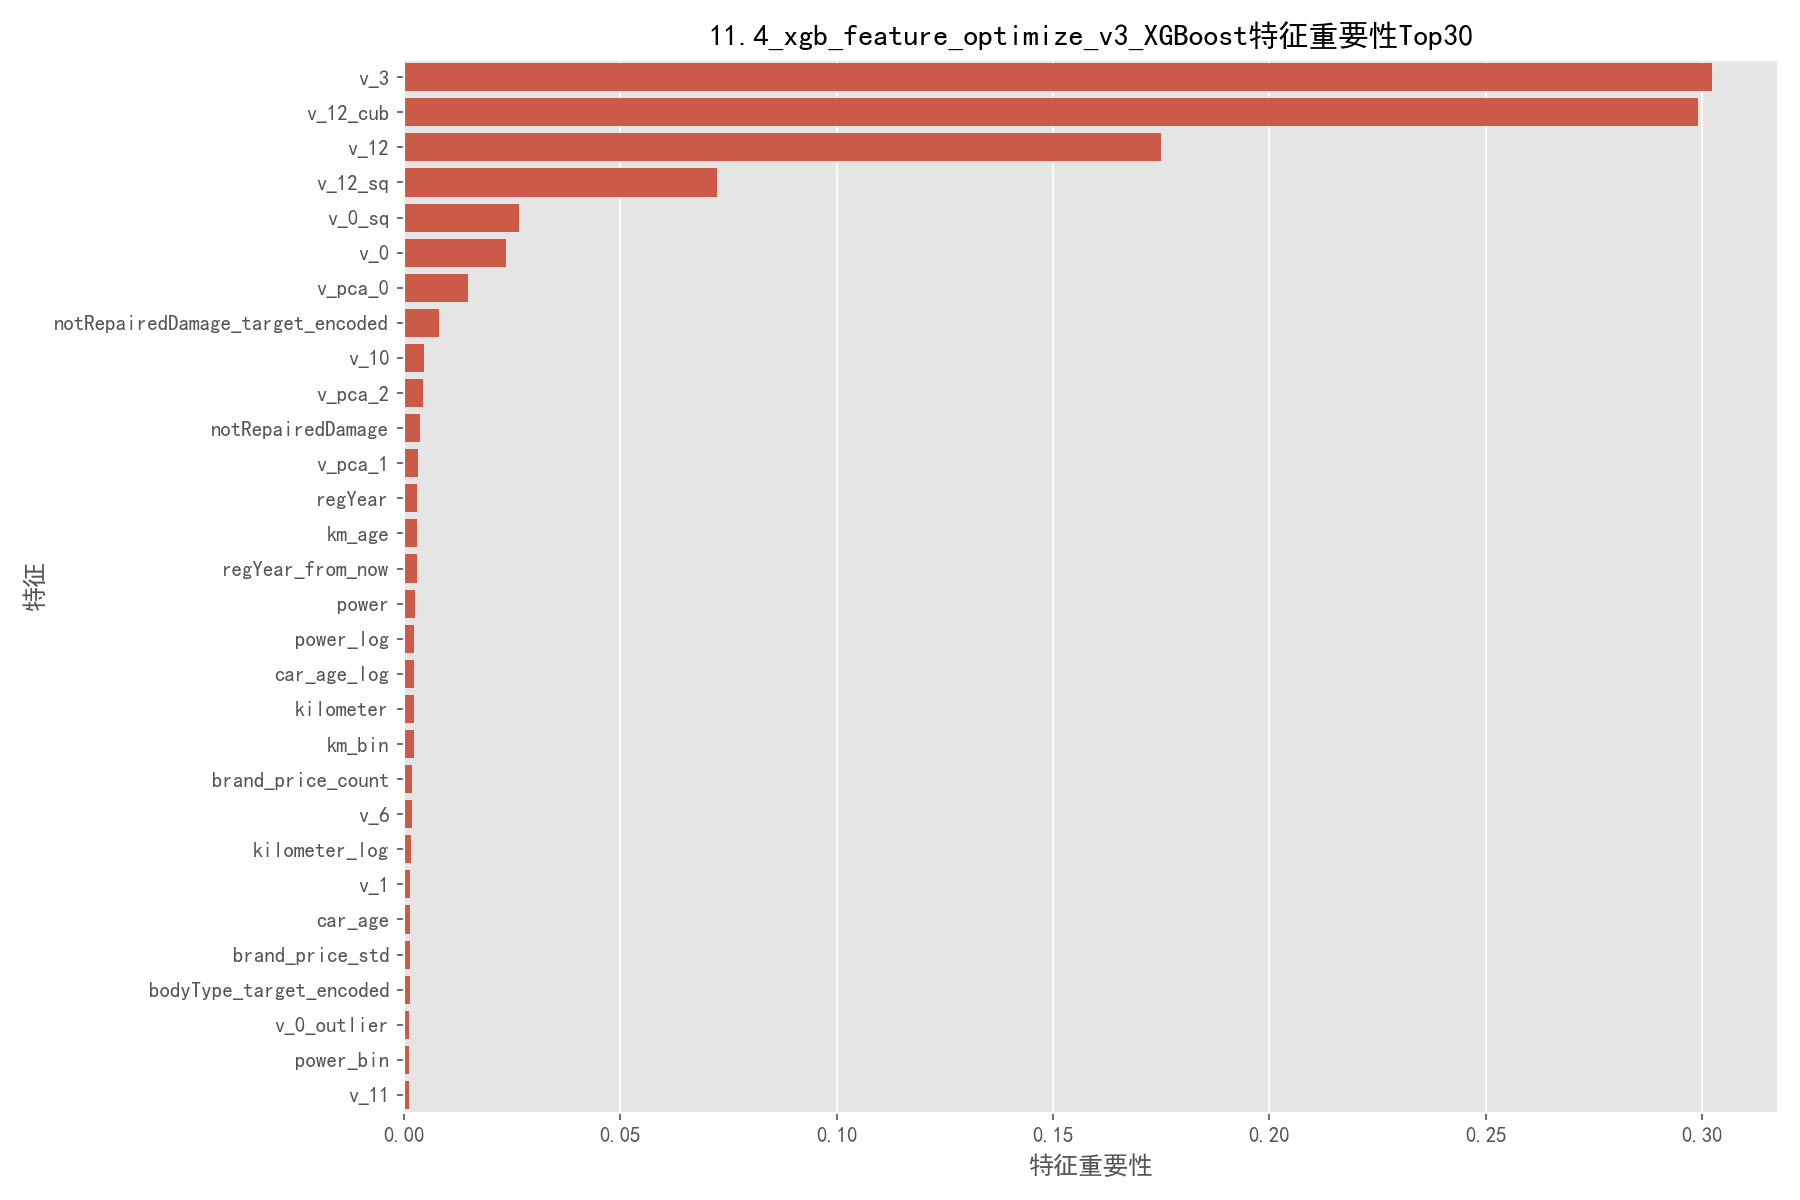 11.4_xgb_feature_optimize_v3_XGBoost特征重要性Top30
v_3
v_12_cub
v_12
v_12_sq
v_0_sq
v_0
v_pca_0
notRepairedDamage_target_encoded
v_10
v_pca_2
notRepairedDamage
v_pca_1
regYear
km_age
regYear_from_now
power
power_log
car_age_log
kilometer
km_bin
brand_price_count
v_6
kilometer_log
v_1
car_age
brand_price_std
bodyType_target_encoded
v_0_outlier
power_bin
v_11
特征
0.00 0.05 0.10 0.15 0.20 0.25 0.30
特征重要性